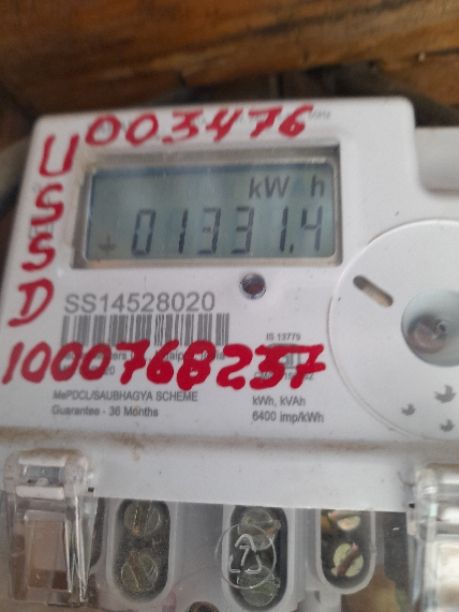 003476
USSD
kW h
01331.4
SS14528020
IS 13779
1000768237
MePDCL/SAUBHAGYA SCHEME
Guarantee - 36 Months
kWh, kVAh
6400 imp/kWh